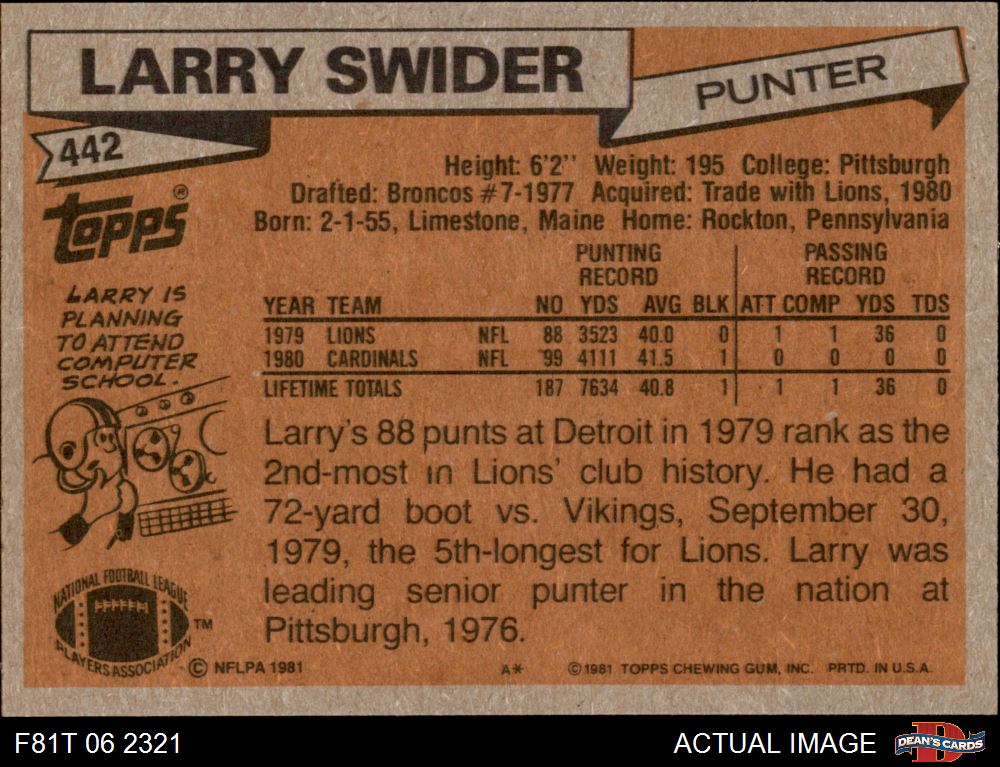 LARRY SWIDER
PUNTER
442
Height: 6'2'' Weight: 195 College: Pittsburgh
Drafted: Broncos #7-1977 Acquired: Trade with Lions, 1980
Born: 2-1-55, Limestone, Maine Home: Rockton, Pennsylvania
TOPPS®
LARRY IS
PLANNING
TO ATTEND
COMPUTER
SCHOOL.
PUNTING PASSING
RECORD RECORD
YEAR TEAM NO YDS AVG BLK ATT COMP YDS TDS
1979 LIONS NFL 88 3523 40.0 0 1 1 36 0
1980 CARDINALS NFL 99 4111 41.5 1 0 0 0 0
LIFETIME TOTALS 187 7634 40.8 1 1 1 36 0
Larry's 88 punts at Detroit in 1979 rank as the
2nd-most in Lions' club history. He had a
72-yard boot vs. Vikings, September 30,
1979, the 5th-longest for Lions. Larry was
leading senior punter in the nation at
Pittsburgh, 1976.
NATIONAL FOOTBALL LEAGUE
PLAYERS ASSOCIATION
TM
© NFLPA 1981 A* © 1981 TOPPS CHEWING GUM, INC. PRTD. IN U.S.A.
F81T 06 2321 ACTUAL IMAGE DEAN'S CARDS